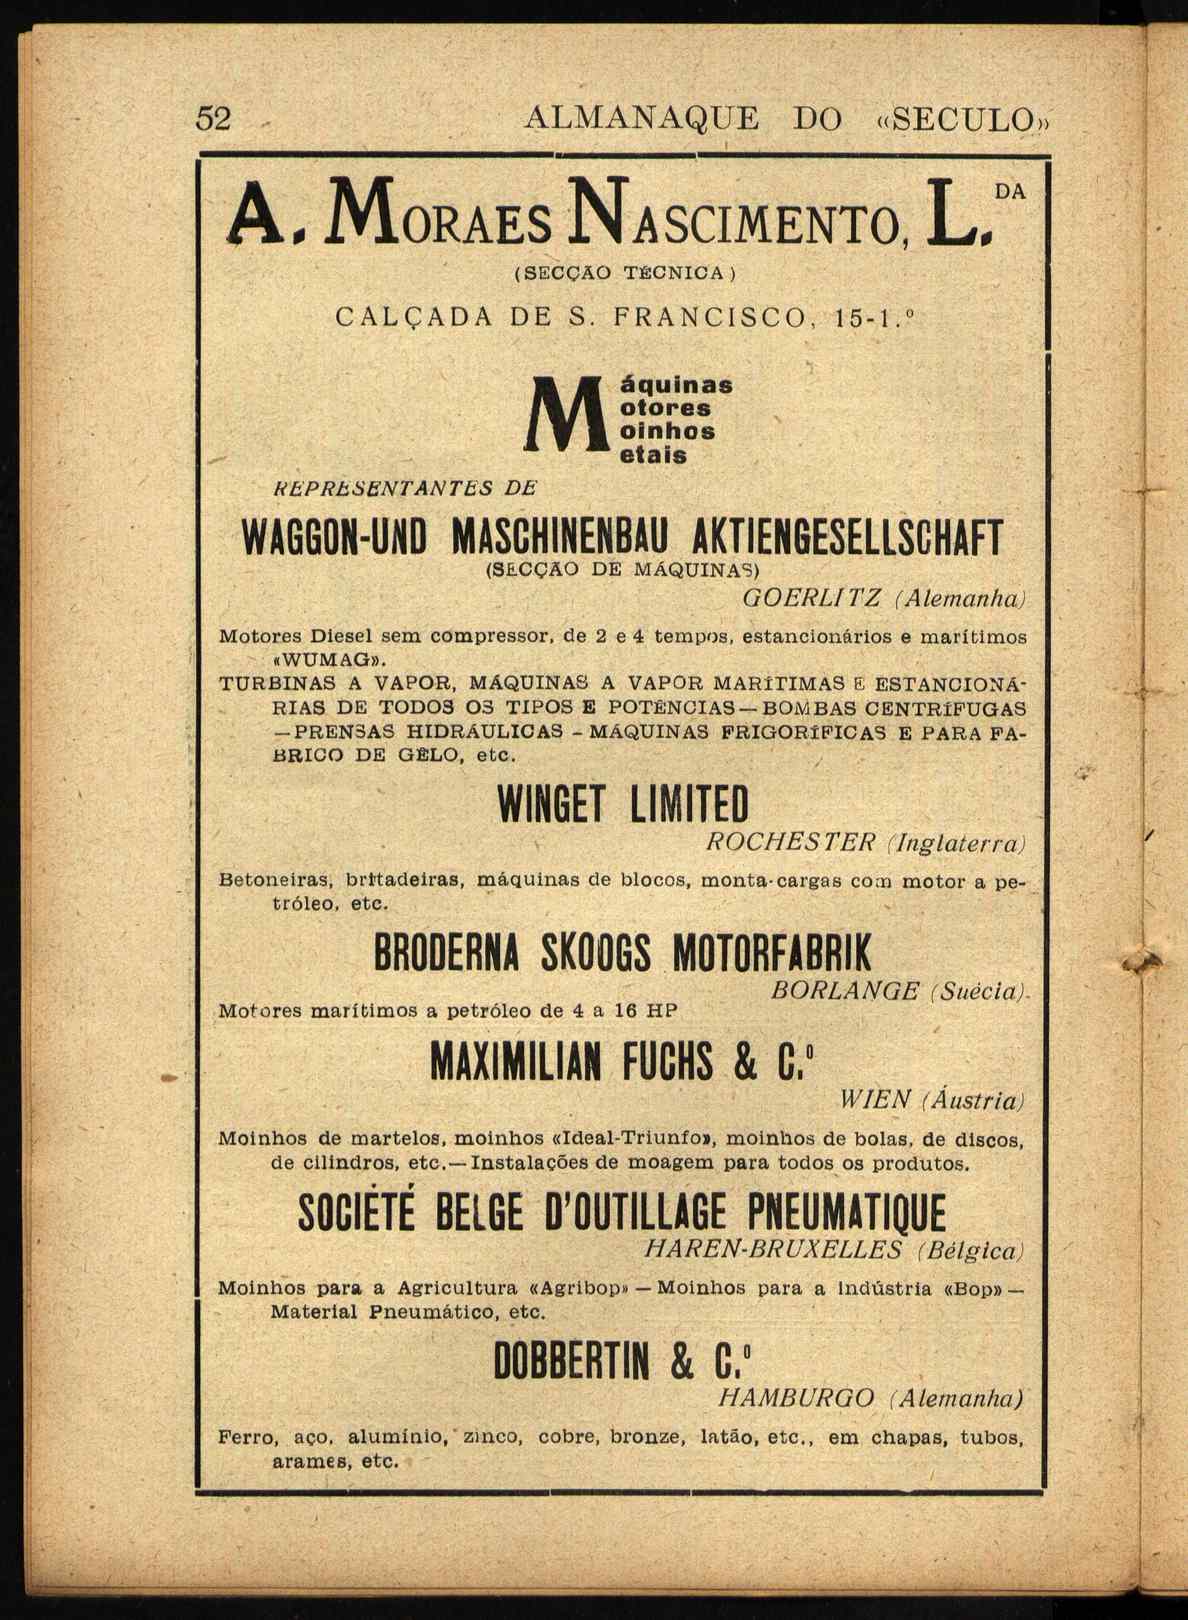 52 ALMANAQUE DO «SECULO»
A. MORAES NASCIMENTO, L.DA
(SECÇÃO TÉCNICA)
CALÇADA DE S. FRANCISCO, 15-1.º
Máquinas
otores
oinhos
etais
REPRESENTANTES DE
WAGGON-UND MASCHINENBAU AKTIENGESELLSCHAFT
(SECÇÃO DE MÁQUINAS)
GOERLITZ (Alemanha)
Motores Diesel sem compressor, de 2 e 4 tempos, estancionários e marítimos
«WUMAG».
TURBINAS A VAPOR, MÁQUINAS A VAPOR MARÍTIMAS E ESTANCIONÁ-
RIAS DE TODOS OS TIPOS E POTÊNCIAS—BOMBAS CENTRÍFUGAS
—PRENSAS HIDRÁULICAS - MÁQUINAS FRIGORÍFICAS E PARA FA-
BRICO DE GÊLO, etc.
WINGET LIMITED
ROCHESTER (Inglaterra)
Betoneiras, britadeiras, máquinas de blocos, monta-cargas com motor a pe-
tróleo, etc.
BRODERNA SKOOGS MOTORFABRIK
BORLANGE (Suécia).
Motores marítimos a petróleo de 4 a 16 HP
MAXIMILIAN FUCHS & C.º
WIEN (Áustria)
Moinhos de martelos, moinhos «Ideal-Triunfo», moinhos de bolas, de discos,
de cilindros, etc.—Instalações de moagem para todos os produtos.
SOCIÉTÉ BELGE D'OUTILLAGE PNEUMATIQUE
HAREN-BRUXELLES (Bélgica)
Moinhos para a Agricultura «Agribop» — Moinhos para a Indústria «Bop» —
Material Pneumático, etc.
DOBBERTIN & C.º
HAMBURGO (Alemanha)
Ferro, aço, alumínio, zinco, cobre, bronze, latão, etc., em chapas, tubos,
arames, etc.